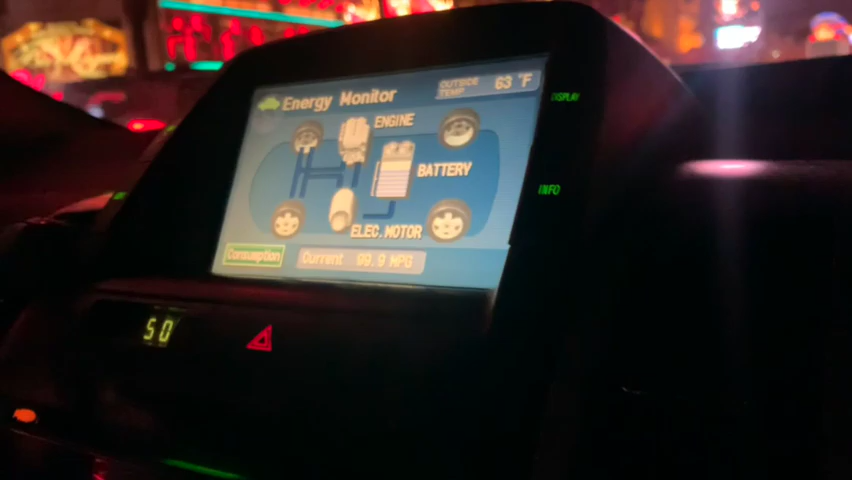 OUTSIDE TEMP 63 °F
Energy Monitor
ENGINE
BATTERY
ELEC.MOTOR
Consumption
Current 99.9 MPG
DISPLAY
INFO
50